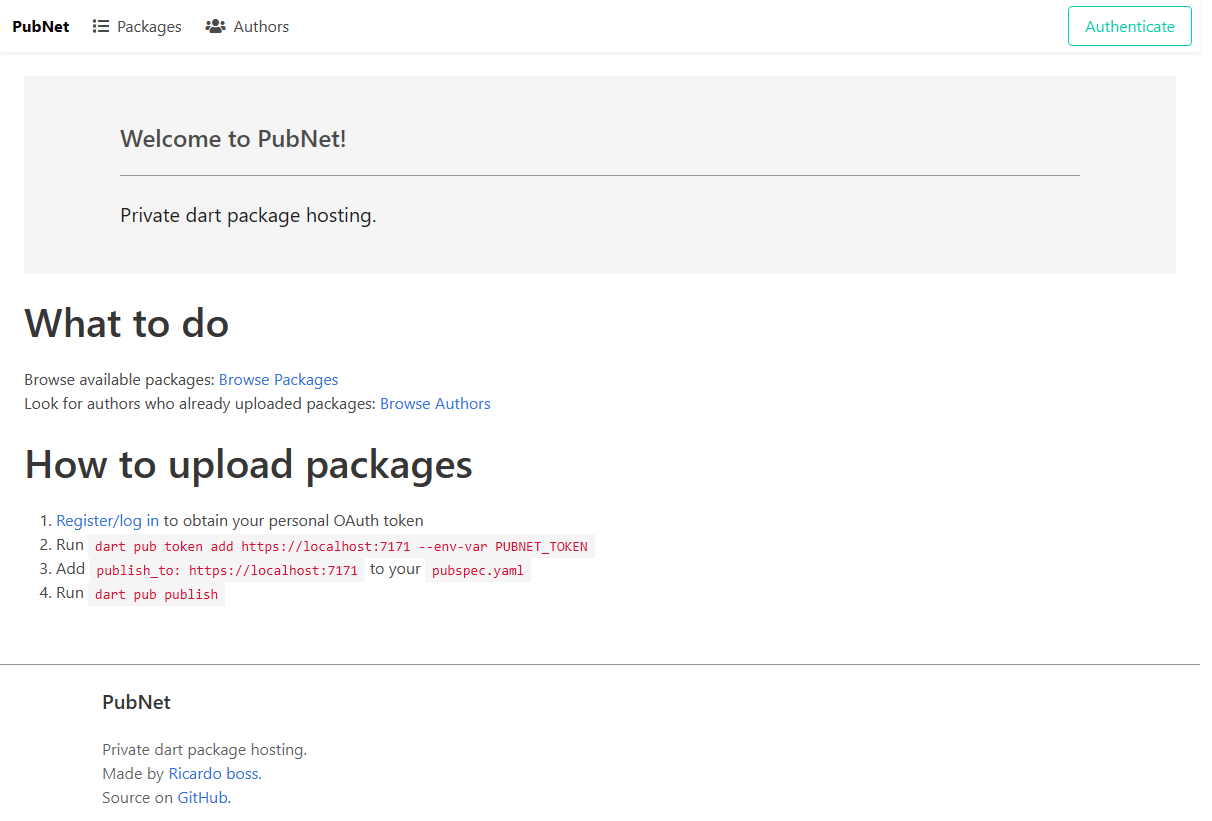 PubNet Packages Authors Authenticate
Welcome to PubNet!
Private dart package hosting.
What to do
Browse available packages: Browse Packages
Look for authors who already uploaded packages: Browse Authors
How to upload packages
1. Register/log in to obtain your personal OAuth token
2. Run dart pub token add https://localhost:7171 --env-var PUBNET_TOKEN
3. Add publish_to: https://localhost:7171 to your pubspec.yaml
4. Run dart pub publish
PubNet
Private dart package hosting.
Made by Ricardo boss.
Source on GitHub.